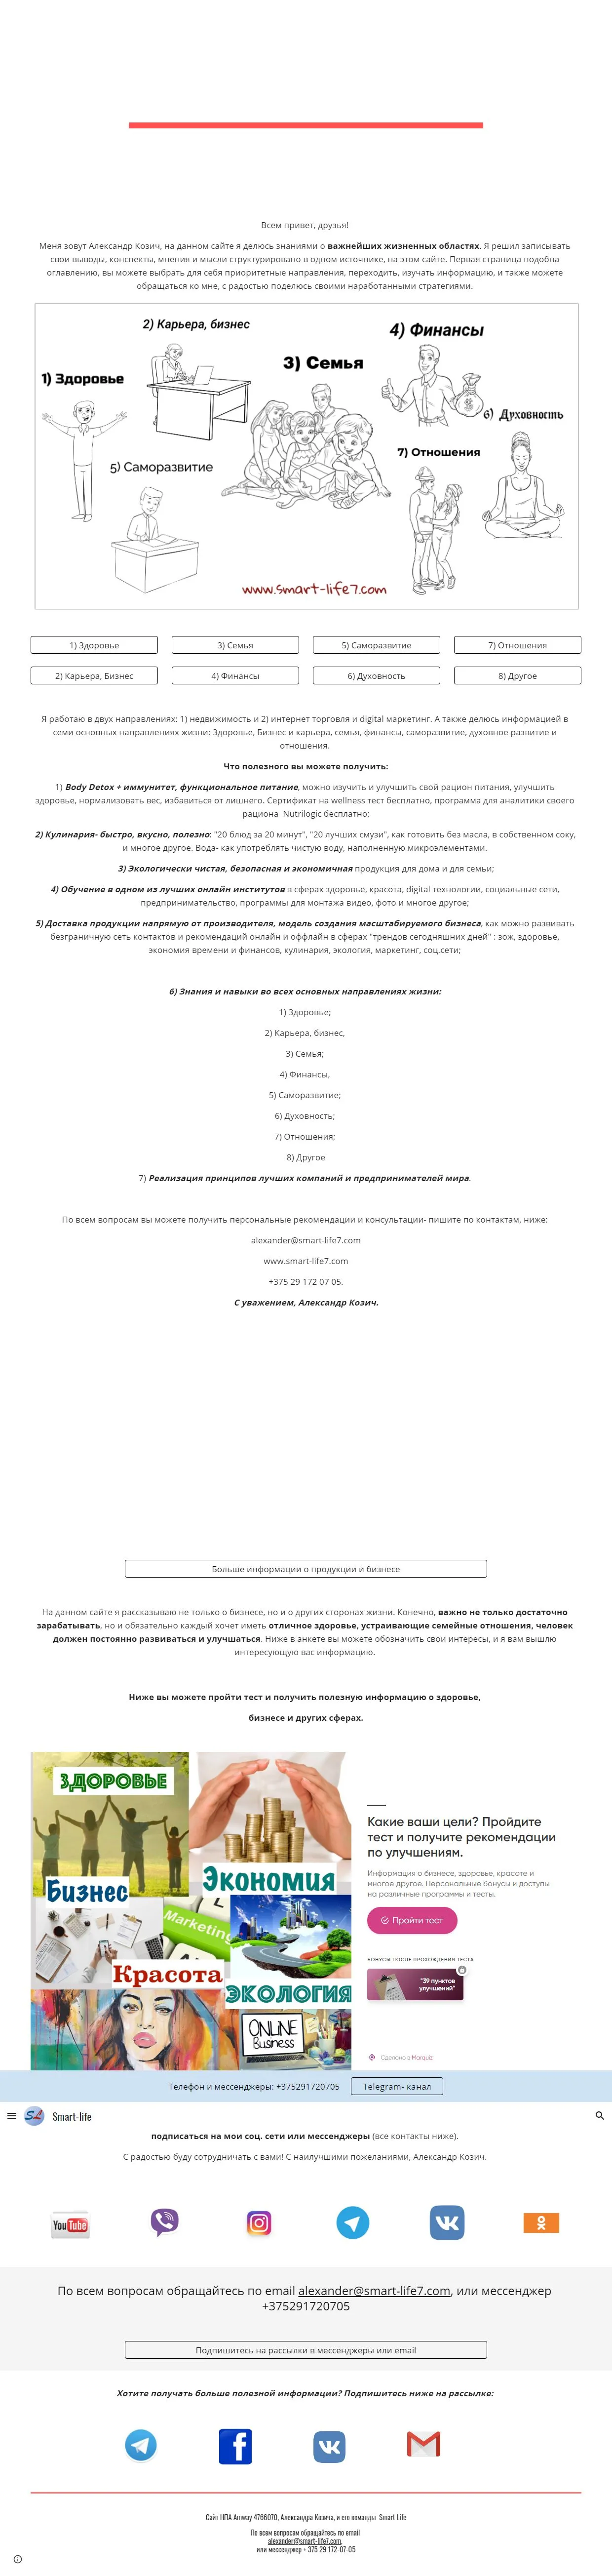 Всем привет, друзья!
Меня зовут Александр Козич, на данном сайте я делюсь знаниями о важнейших жизненных областях. Я решил записывать
свои выводы, конспекты, мнения и мысли структурировано в одном источнике, на этом сайте. Первая страница подобна
оглавлению, вы можете выбрать для себя приоритетные направления, переходить, изучать информацию, и также можете
обращаться ко мне, с радостью поделюсь своими наработанными стратегиями.
1) Здоровье
2) Карьера, бизнес
3) Семья
4) Финансы
5) Саморазвитие
6) Духовность
7) Отношения
www.smart-life7.com
1) Здоровье
3) Семья
5) Саморазвитие
7) Отношения
2) Карьера, Бизнес
4) Финансы
6) Духовность
8) Другое
Я работаю в двух направлениях: 1) недвижимость и 2) интернет торговля и digital маркетинг. А также делюсь информацией в
семи основных направлениях жизни: Здоровье, Бизнес и карьера, семья, финансы, саморазвитие, духовное развитие и
отношения.
Что полезного вы можете получить:
1) Body Detox + иммунитет, функциональное питание, можно изучить и улучшить свой рацион питания, улучшить
здоровье, нормализовать вес, избавиться от лишнего. Сертификат на wellness тест бесплатно, программа для аналитики своего
рациона Nutrilogic бесплатно;
2) Кулинария- быстро, вкусно, полезно: "20 блюд за 20 минут", "20 лучших смузи", как готовить без масла, в собственном соку,
и многое другое. Вода- как употреблять чистую воду, наполненную микроэлементами.
3) Экологически чистая, безопасная и экономичная продукция для дома и для семьи;
4) Обучение в одном из лучших онлайн институтов в сферах здоровье, красота, digital технологии, социальные сети,
предпринимательство, программы для монтажа видео, фото и многое другое;
5) Доставка продукции напрямую от производителя, модель создания масштабируемого бизнеса, как можно развивать
безграничную сеть контактов и рекомендаций онлайн и оффлайн в сферах "трендов сегодняшних дней" : зож, здоровье,
экономия времени и финансов, кулинария, экология, маркетинг, соц.сети;
6) Знания и навыки во всех основных направлениях жизни:
1) Здоровье;
2) Карьера, бизнес,
3) Семья;
4) Финансы,
5) Саморазвитие;
6) Духовность;
7) Отношения;
8) Другое
7) Реализация принципов лучших компаний и предпринимателей мира.
По всем вопросам вы можете получить персональные рекомендации и консультации- пишите по контактам, ниже:
alexander@smart-life7.com
www.smart-life7.com
+375 29 172 07 05.
С уважением, Александр Козич.
Больше информации о продукции и бизнесе
На данном сайте я рассказываю не только о бизнесе, но и о других сторонах жизни. Конечно, важно не только достаточно
зарабатывать, но и обязательно каждый хочет иметь отличное здоровье, устраивающие семейные отношения, человек
должен постоянно развиваться и улучшаться. Ниже в анкете вы можете обозначить свои интересы, и я вам вышлю
интересующую вас информацию.
Ниже вы можете пройти тест и получить полезную информацию о здоровье,
бизнесе и других сферах.
ЗДОРОВЬЕ
Экономия
Бизнес
Marketing
Красота
ЭКОЛОГИЯ
ONLINE
Business
Какие ваши цели? Пройдите
тест и получите рекомендации
по улучшениям.
Информация о бизнесе, здоровье, красоте и
многое другое. Персональные бонусы и доступы
на различные программы и тесты.
Пройти тест
БОНУСЫ ПОСЛЕ ПРОХОЖДЕНИЯ ТЕСТА
"39 пунктов
улучшений"
Сделано в Marquiz
Телефон и мессенджеры: +375291720705
Telegram- канал
Smart-life
подписаться на мои соц. сети или мессенджеры (все контакты ниже).
С радостью буду сотрудничать с вами! С наилучшими пожеланиями, Александр Козич.
YouTube
По всем вопросам обращайтесь по email alexander@smart-life7.com, или мессенджер
+375291720705
Подпишитесь на рассылки в мессенджеры или email
Хотите получать больше полезной информации? Подпишитесь ниже на рассылке:
Сайт НПА Amway 4766070, Александра Козича, и его команды Smart Life
По всем вопросам обращайтесь по email
alexander@smart-life7.com,
или мессенджер + 375 29 172-07-05